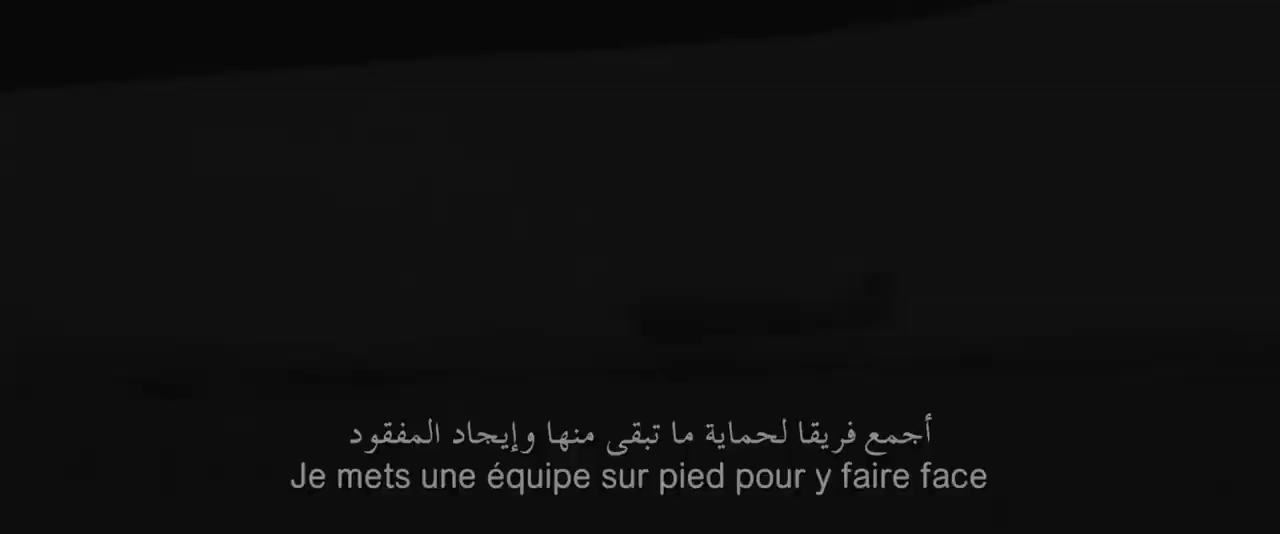 أجمع فريقا لحماية ما تبقى منها وإيجاد المفقود
Je mets une équipe sur pied pour y faire face